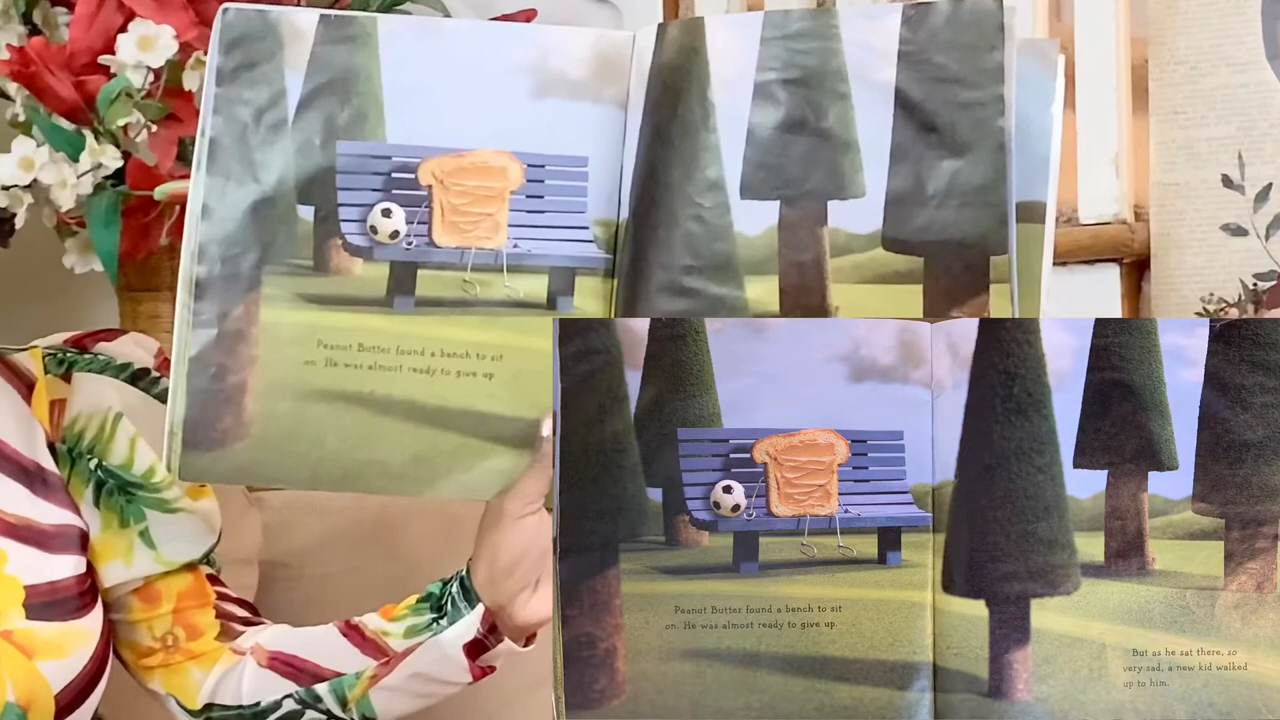 Peanut Butter found a bench to sit
on. He was almost ready to give up
Peanut Butter found a bench to sit
on. He was almost ready to give up.
But as he sat there, so
very sad, a new kid walked
up to him.